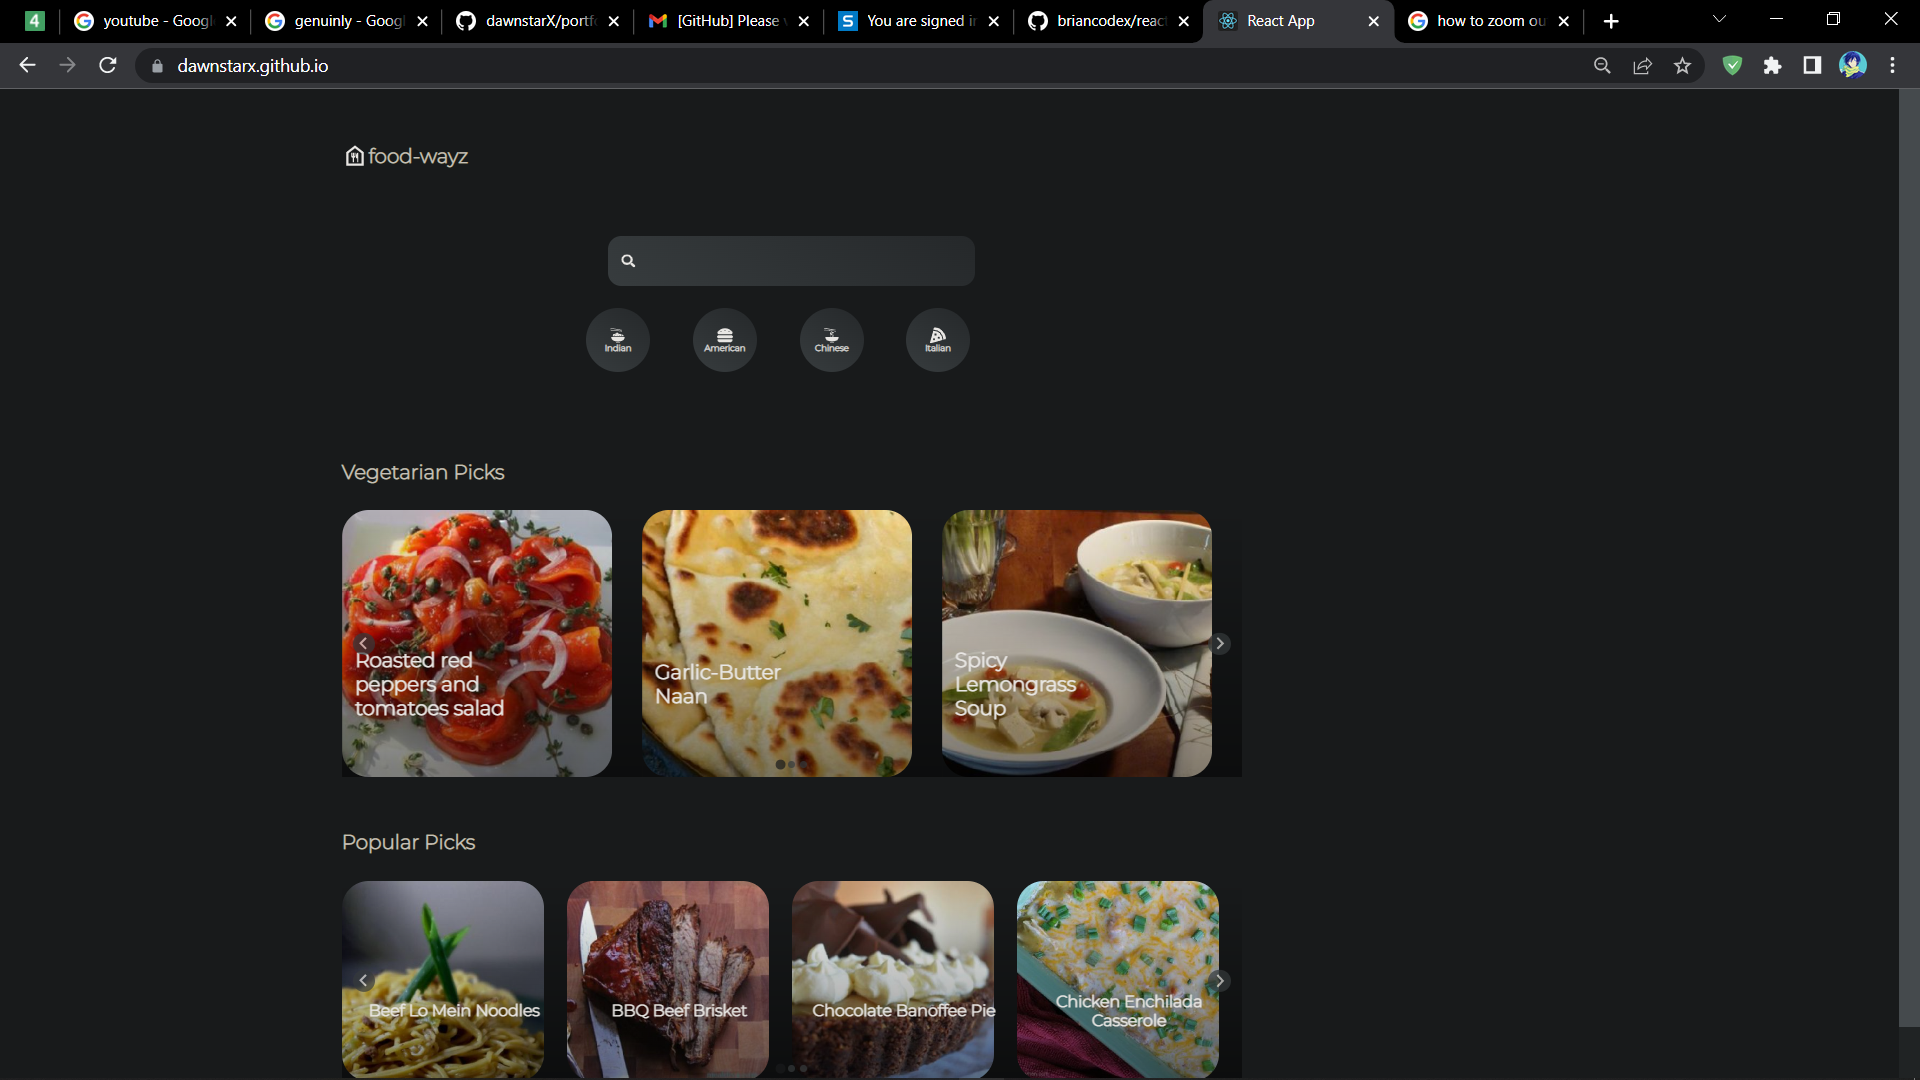 4
youtube - Googl
genuinly - Googl
dawnstarX/portf
[GitHub] Please v
You are signed in
briancodex/reac
React App
how to zoom ou
dawnstarx.github.io
food-wayz
Indian
American
Chinese
Italian
Vegetarian Picks
Roasted red
peppers and
tomatoes salad
Garlic-Butter
Naan
Spicy
Lemongrass
Soup
Popular Picks
Beef Lo Mein Noodles
BBQ Beef Brisket
Chocolate Banoffee Pie
Chicken Enchilada
Casserole